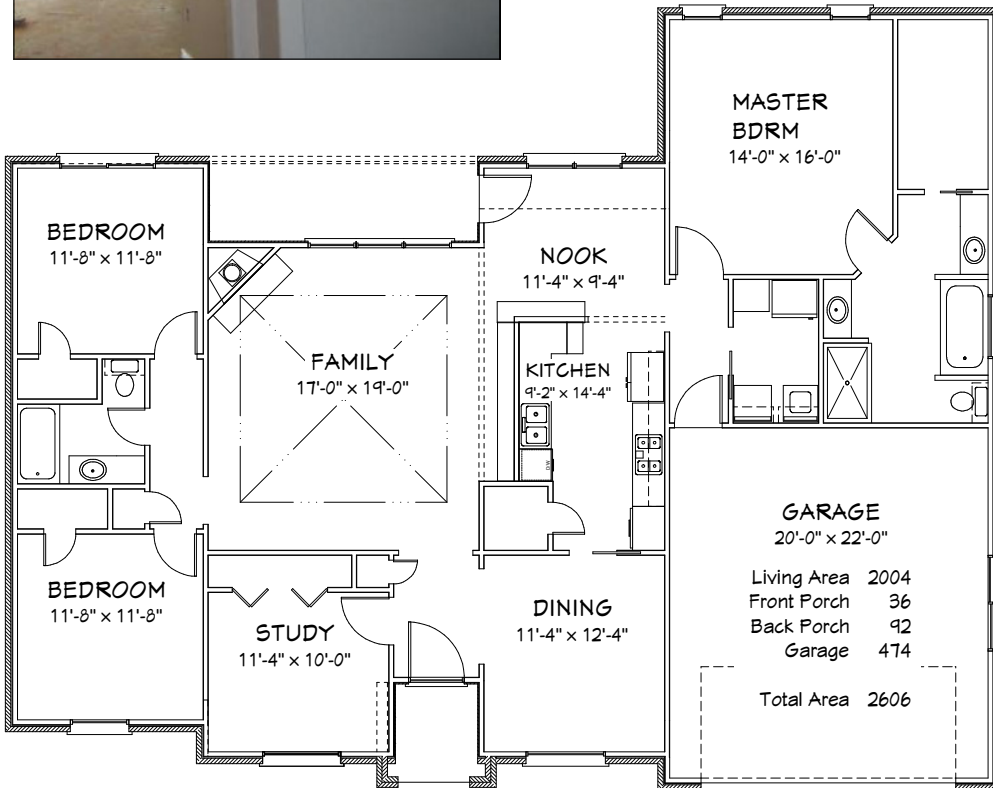 MASTER
BDRM
14'-0" x 16'-0"
BEDROOM
11'-8" x 11'-8"
NOOK
11'-4" x 9'-4"
FAMILY
17'-0" x 19'-0"
KITCHEN
9'-2" x 14'-4"
DW
GARAGE
20'-0" x 22'-0"
Living Area 2004
Front Porch 36
Back Porch 92
Garage 474
Total Area 2606
BEDROOM
11'-8" x 11'-8"
STUDY
11'-4" x 10'-0"
DINING
11'-4" x 12'-4"